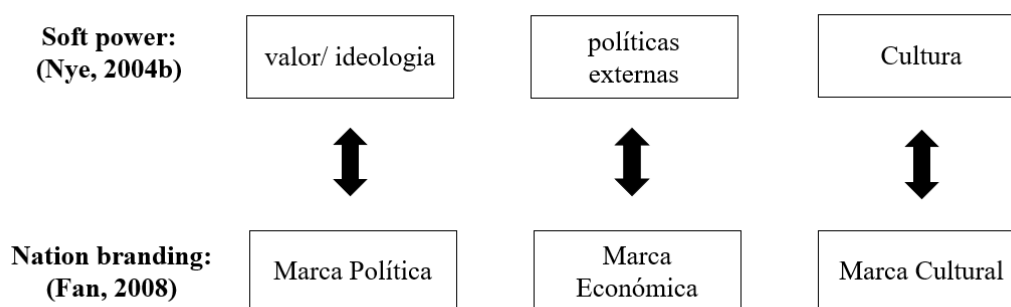 Soft power:
(Nye, 2004b)
valor/ ideologia
políticas
externas
Cultura
Nation branding:
(Fan, 2008)
Marca Política
Marca
Económica
Marca Cultural